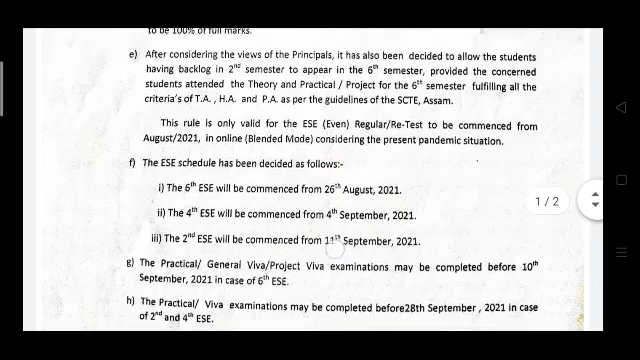 to be 100% of full marks.
e) After considering the views of the Principals, it has also been decided to allow the students
having backlog in 2nd semester to appear in the 6th semester, provided the concerned
students attended the Theory and Practical / Project for the 6th semester fulfilling all the
criteria's of T.A. , H.A. and P.A. as per the guidelines of the SCTE, Assam.
This rule is only valid for the ESE (Even) Regular/Re-Test to be commenced from
August/2021, in online (Blended Mode) considering the present pandemic situation.
f) The ESE schedule has been decided as follows:-
i) The 6th ESE will be commenced from 26th August, 2021.
1 / 2
ii) The 4th ESE will be commenced from 4th September, 2021.
iii) The 2nd ESE will be commenced from 11th September, 2021.
g) The Practical/ General Viva/Project Viva examinations may be completed before 10th
September, 2021 in case of 6th ESE.
h) The Practical/ Viva examinations may be completed before28th September , 2021 in case
of 2nd and 4th ESE.